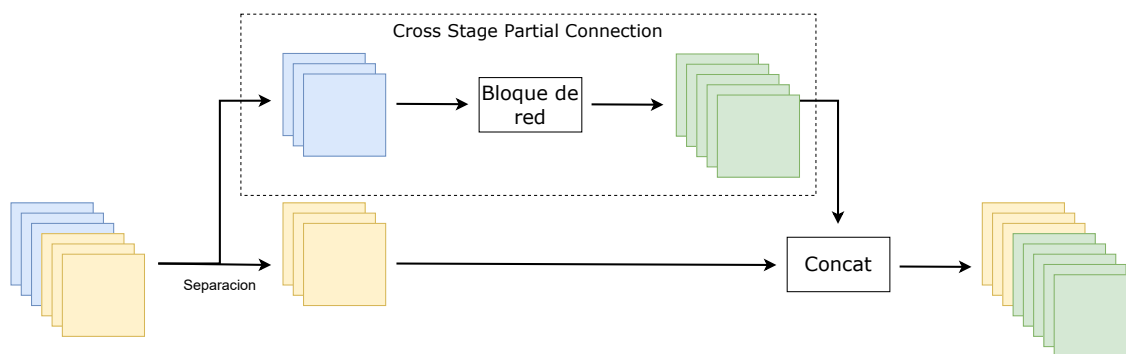 Cross Stage Partial Connection
Bloque de
red
Separacion
Concat